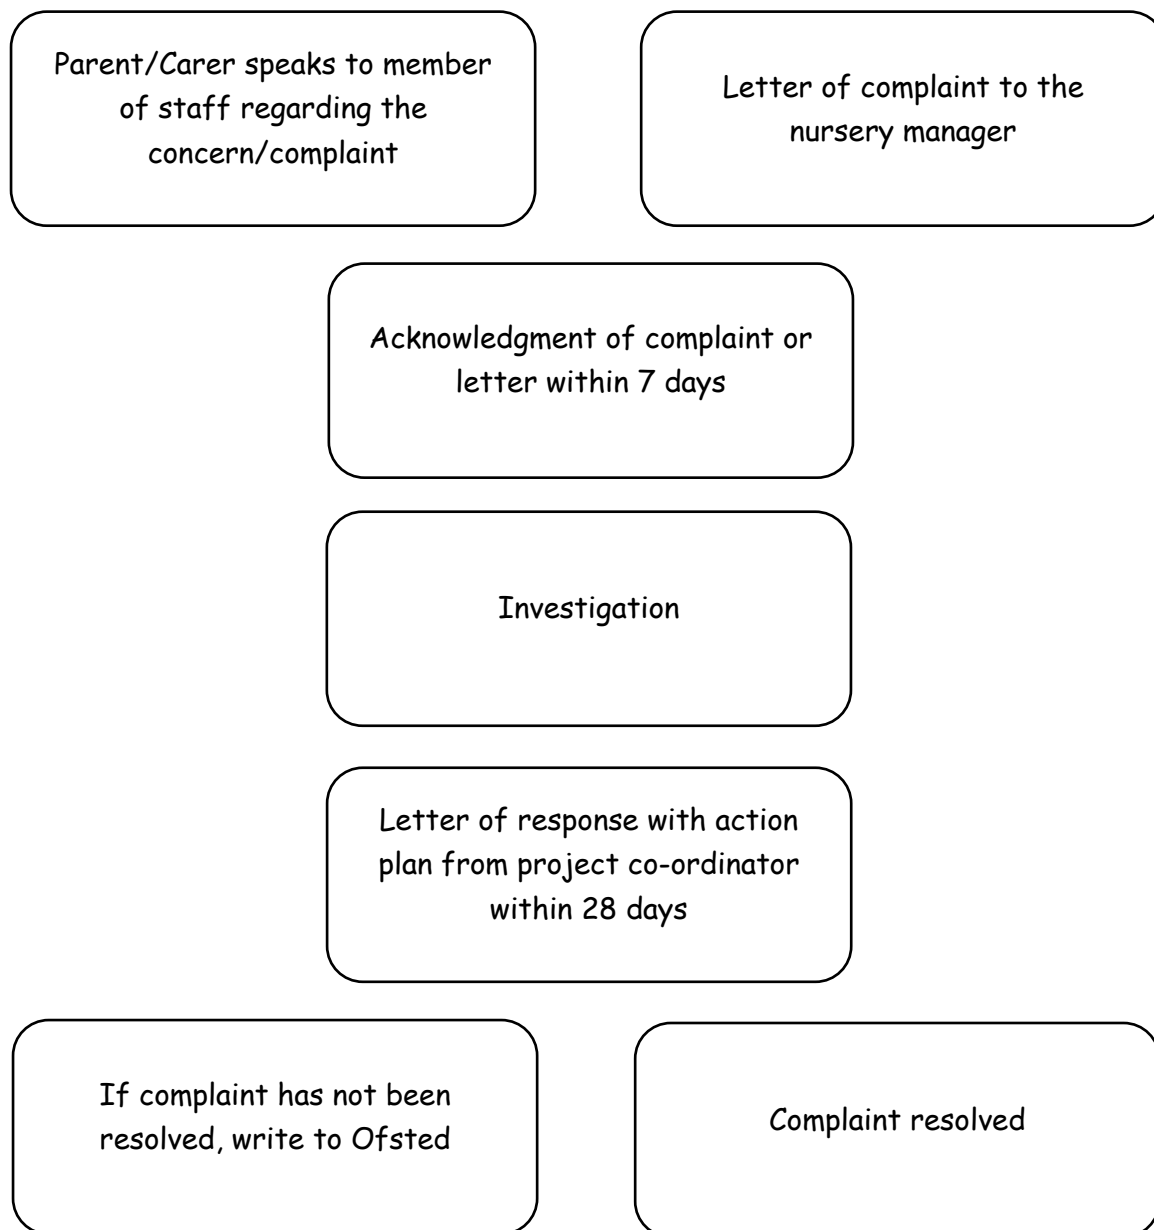 Parent/Carer speaks to member
of staff regarding the
concern/complaint
Letter of complaint to the
nursery manager
Acknowledgment of complaint or
letter within 7 days
Investigation
Letter of response with action
plan from project co-ordinator
within 28 days
If complaint has not been
resolved, write to Ofsted
Complaint resolved